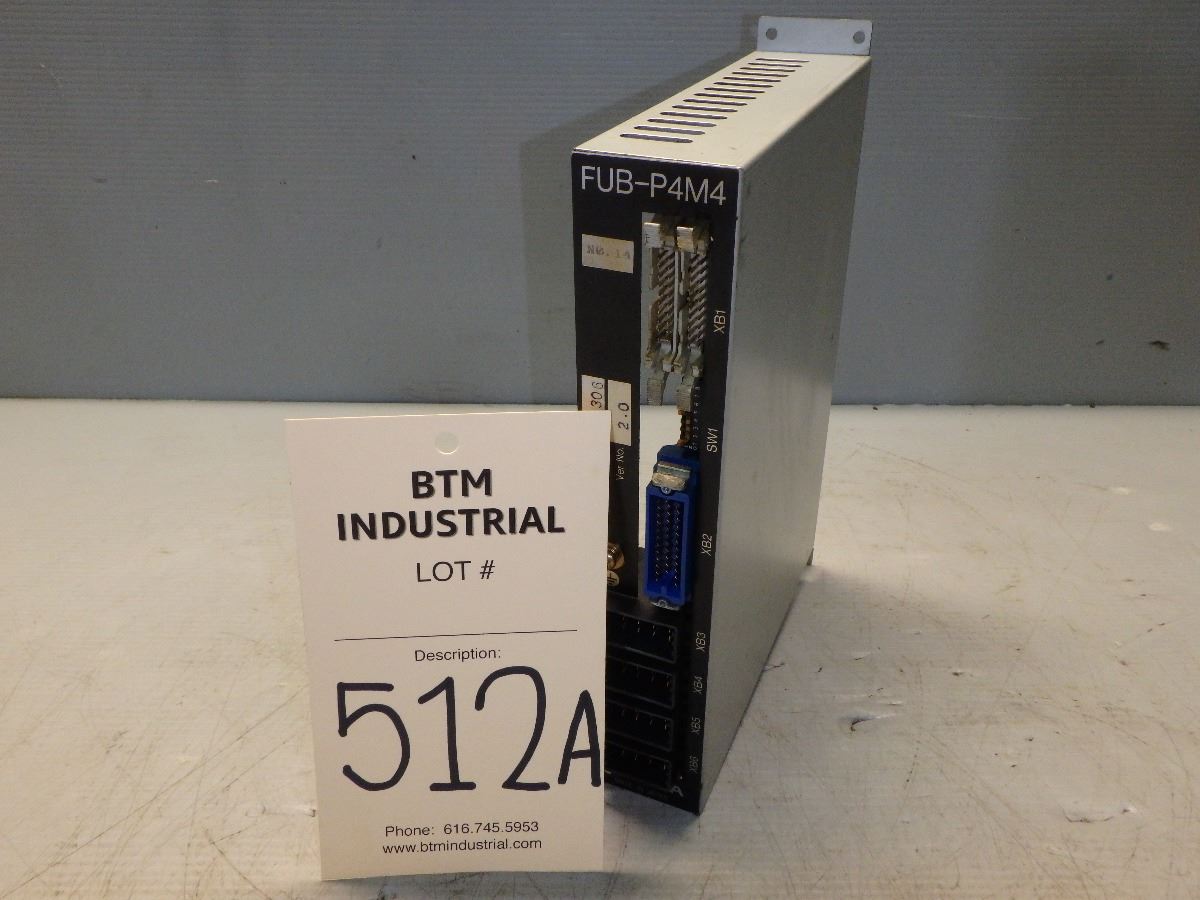 FUB-P4M4
NO.14
XB1
306
2.0
Ver No.
SW1
XB2
XB3
XB4
XB5
XB6
A
BTM
INDUSTRIAL
LOT #
Description:
512A
Phone: 616.745.5953
www.btmindustrial.com